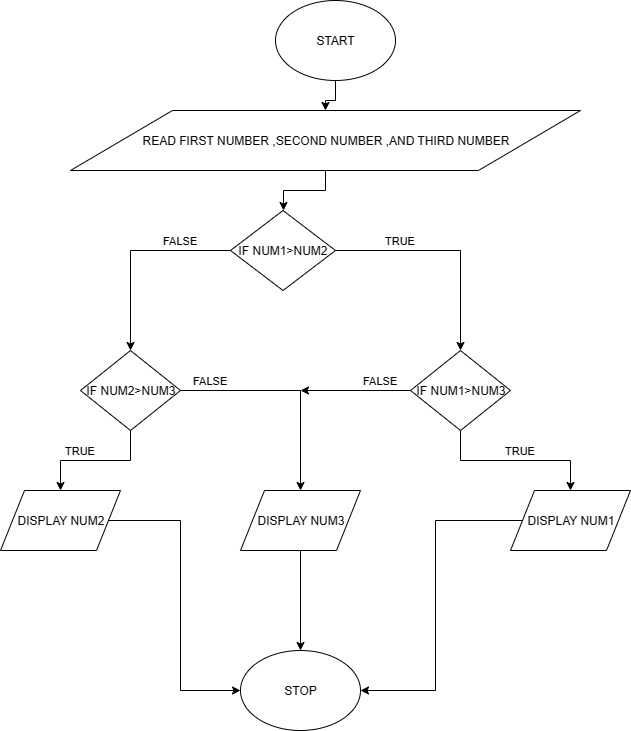 START
READ FIRST NUMBER ,SECOND NUMBER ,AND THIRD NUMBER
FALSE
IF NUM1>NUM2
TRUE
IF NUM2>NUM3
FALSE
FALSE
IF NUM1>NUM3
TRUE
TRUE
DISPLAY NUM2
DISPLAY NUM3
DISPLAY NUM1
STOP